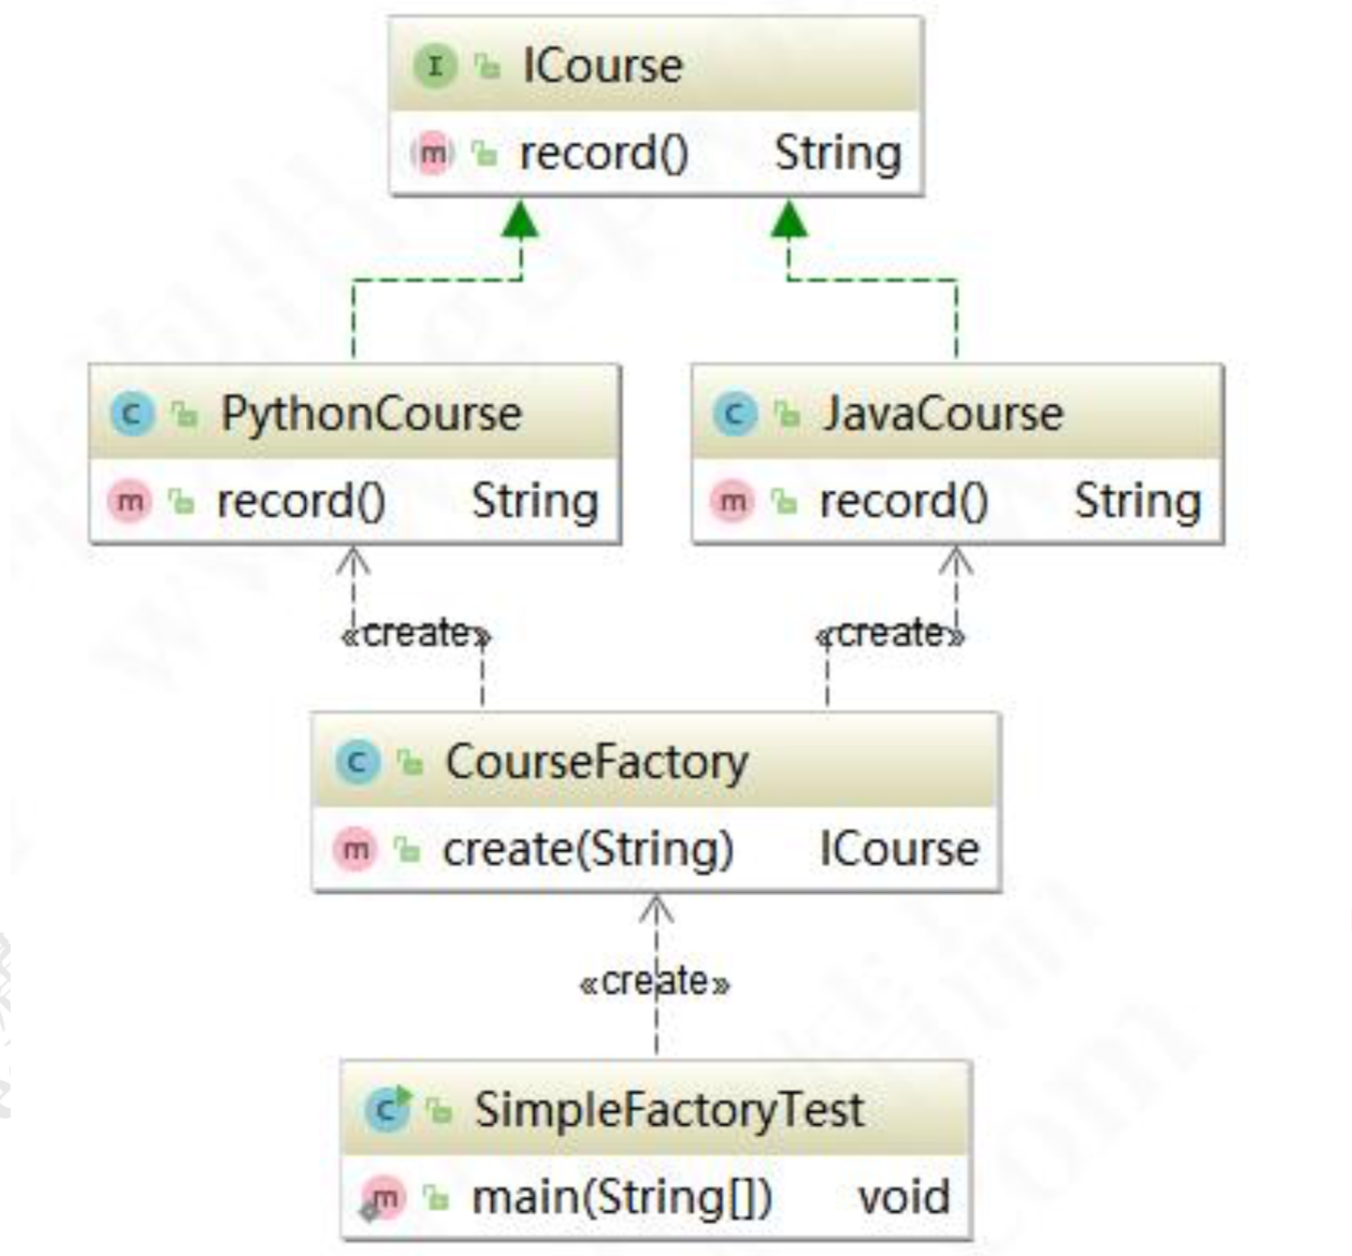 I ICourse
m record() String
C PythonCourse
m record() String
C JavaCourse
m record() String
«create»
«create»
C CourseFactory
m create(String) ICourse
«create»
C SimpleFactoryTest
m main(String[]) void